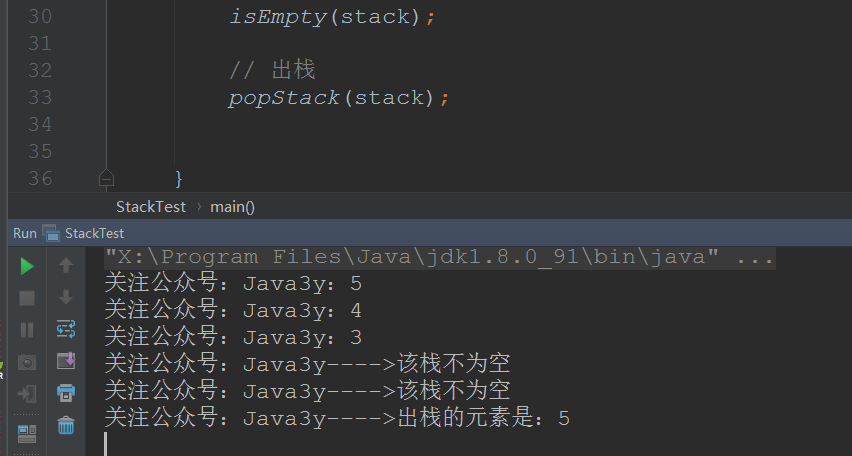 30 isEmpty(stack);
31
32 // 出栈
33 popStack(stack);
34
35
36 }
StackTest › main()
Run StackTest
"X:\Program Files\Java\jdk1.8.0_91\bin\java" ...
关注公众号：Java3y：5
关注公众号：Java3y：4
关注公众号：Java3y：3
关注公众号：Java3y---->该栈不为空
关注公众号：Java3y---->该栈不为空
关注公众号：Java3y---->出栈的元素是：5